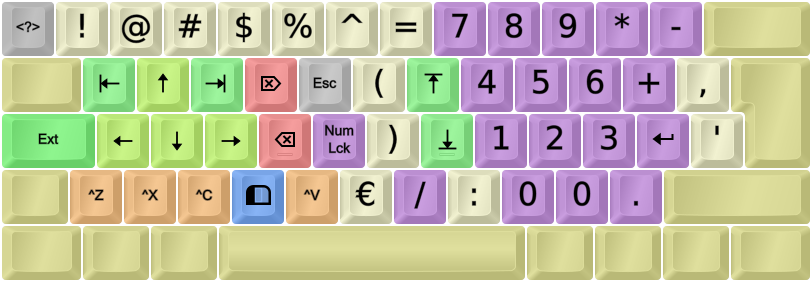 <?> ! @ # $ % ^ = 7 8 9 * -
⇤ ↑ ⇥ ⌦ Esc ( ⤒ 4 5 6 + ,
Ext ← ↓ → ⌫ Num Lck ) ⤓ 1 2 3 ↵ '
^Z ^X ^C ^V € / : 0 0 .